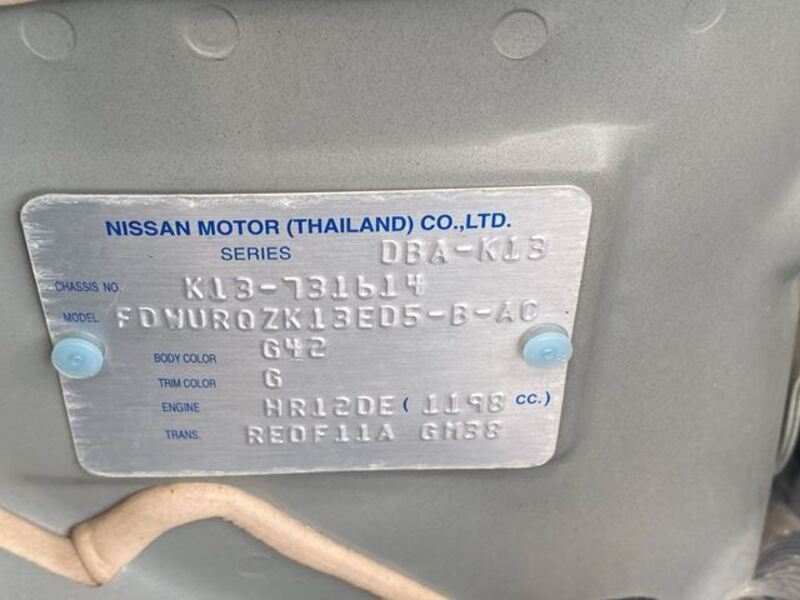 NISSAN MOTOR (THAILAND) CO.,LTD.
SERIES DBA-K13
CHASSIS NO. K13-731614
MODEL FDWURQZK13ED5-B-AC
BODY COLOR G42
TRIM COLOR G
ENGINE HR12DE ( 1198 CC.)
TRANS. RE0F11A GM38